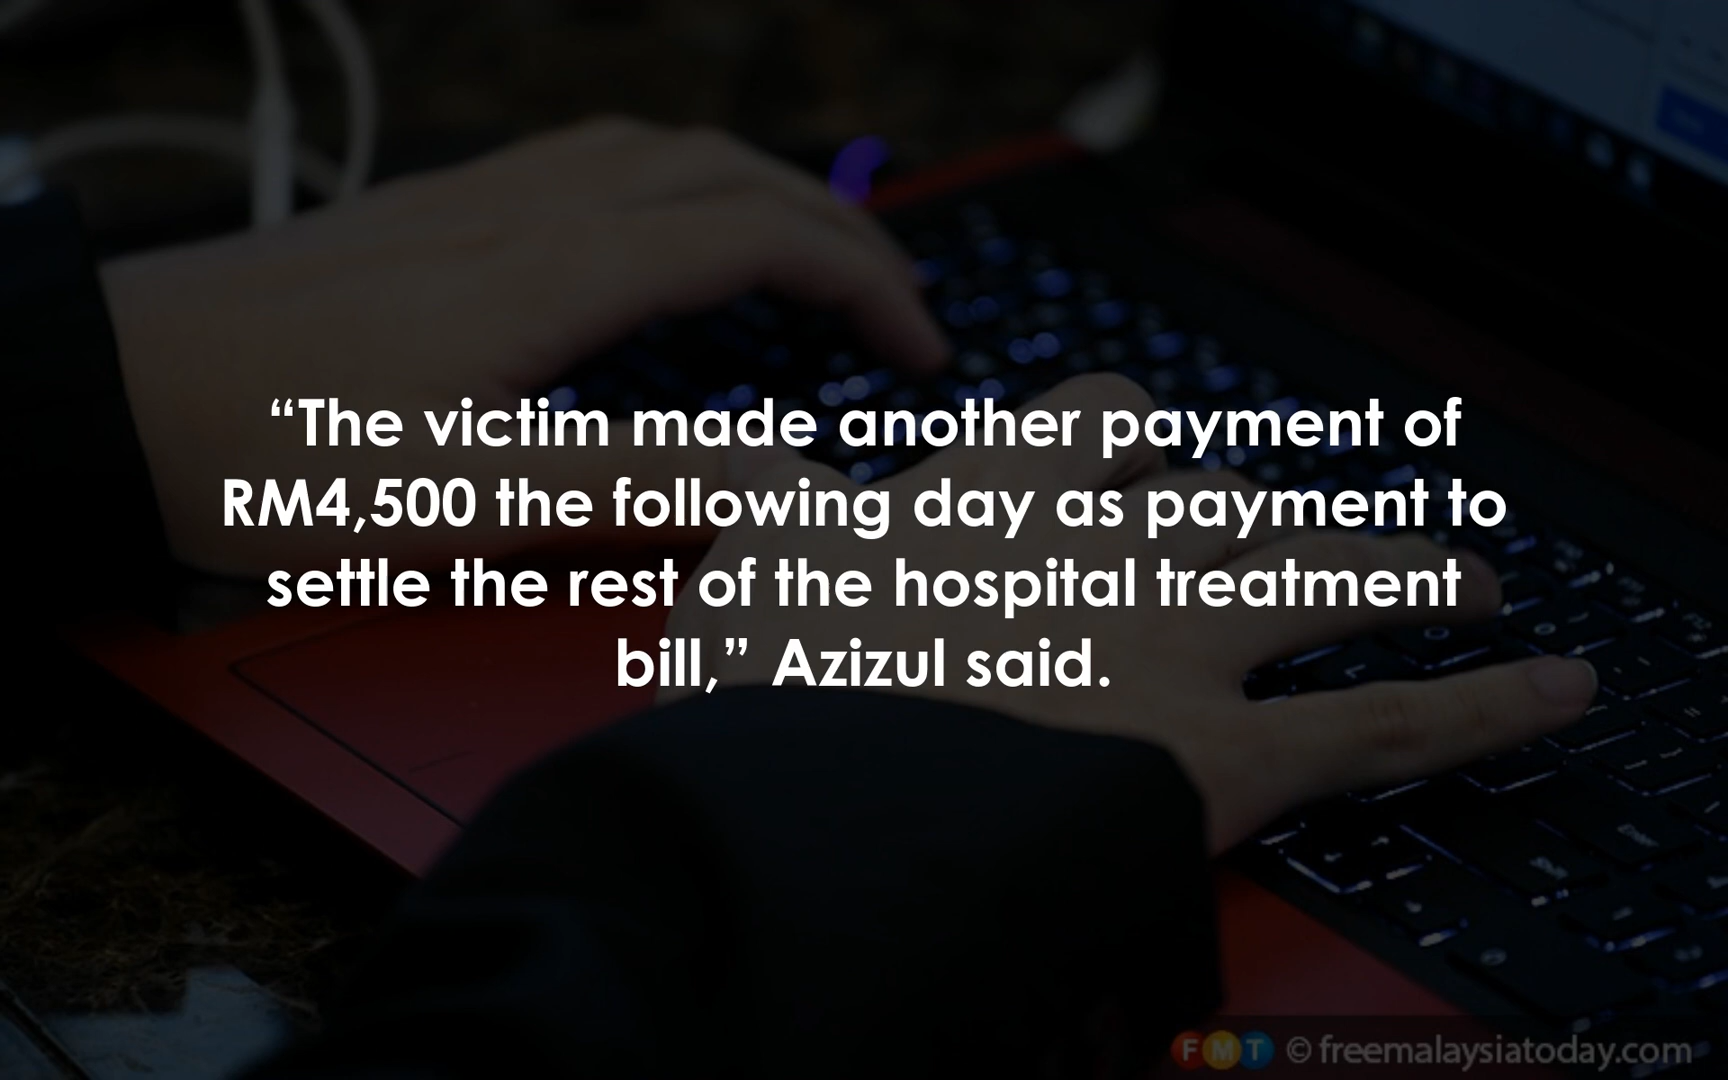 “The victim made another payment of
RM4,500 the following day as payment to
settle the rest of the hospital treatment
bill,” Azizul said.
FMT © freemalaysiatoday.com